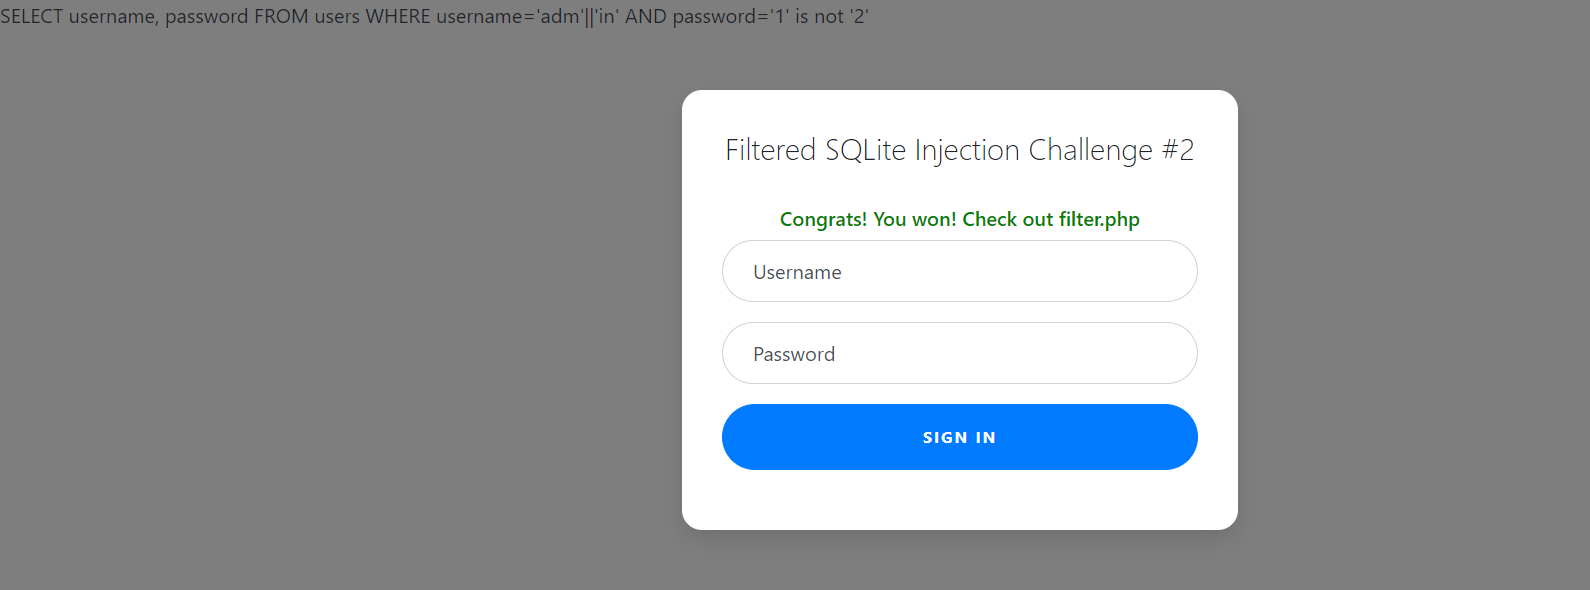 SELECT username, password FROM users WHERE username='adm'||'in' AND password='1' is not '2'
Filtered SQLite Injection Challenge #2
Congrats! You won! Check out filter.php
Username
Password
SIGN IN